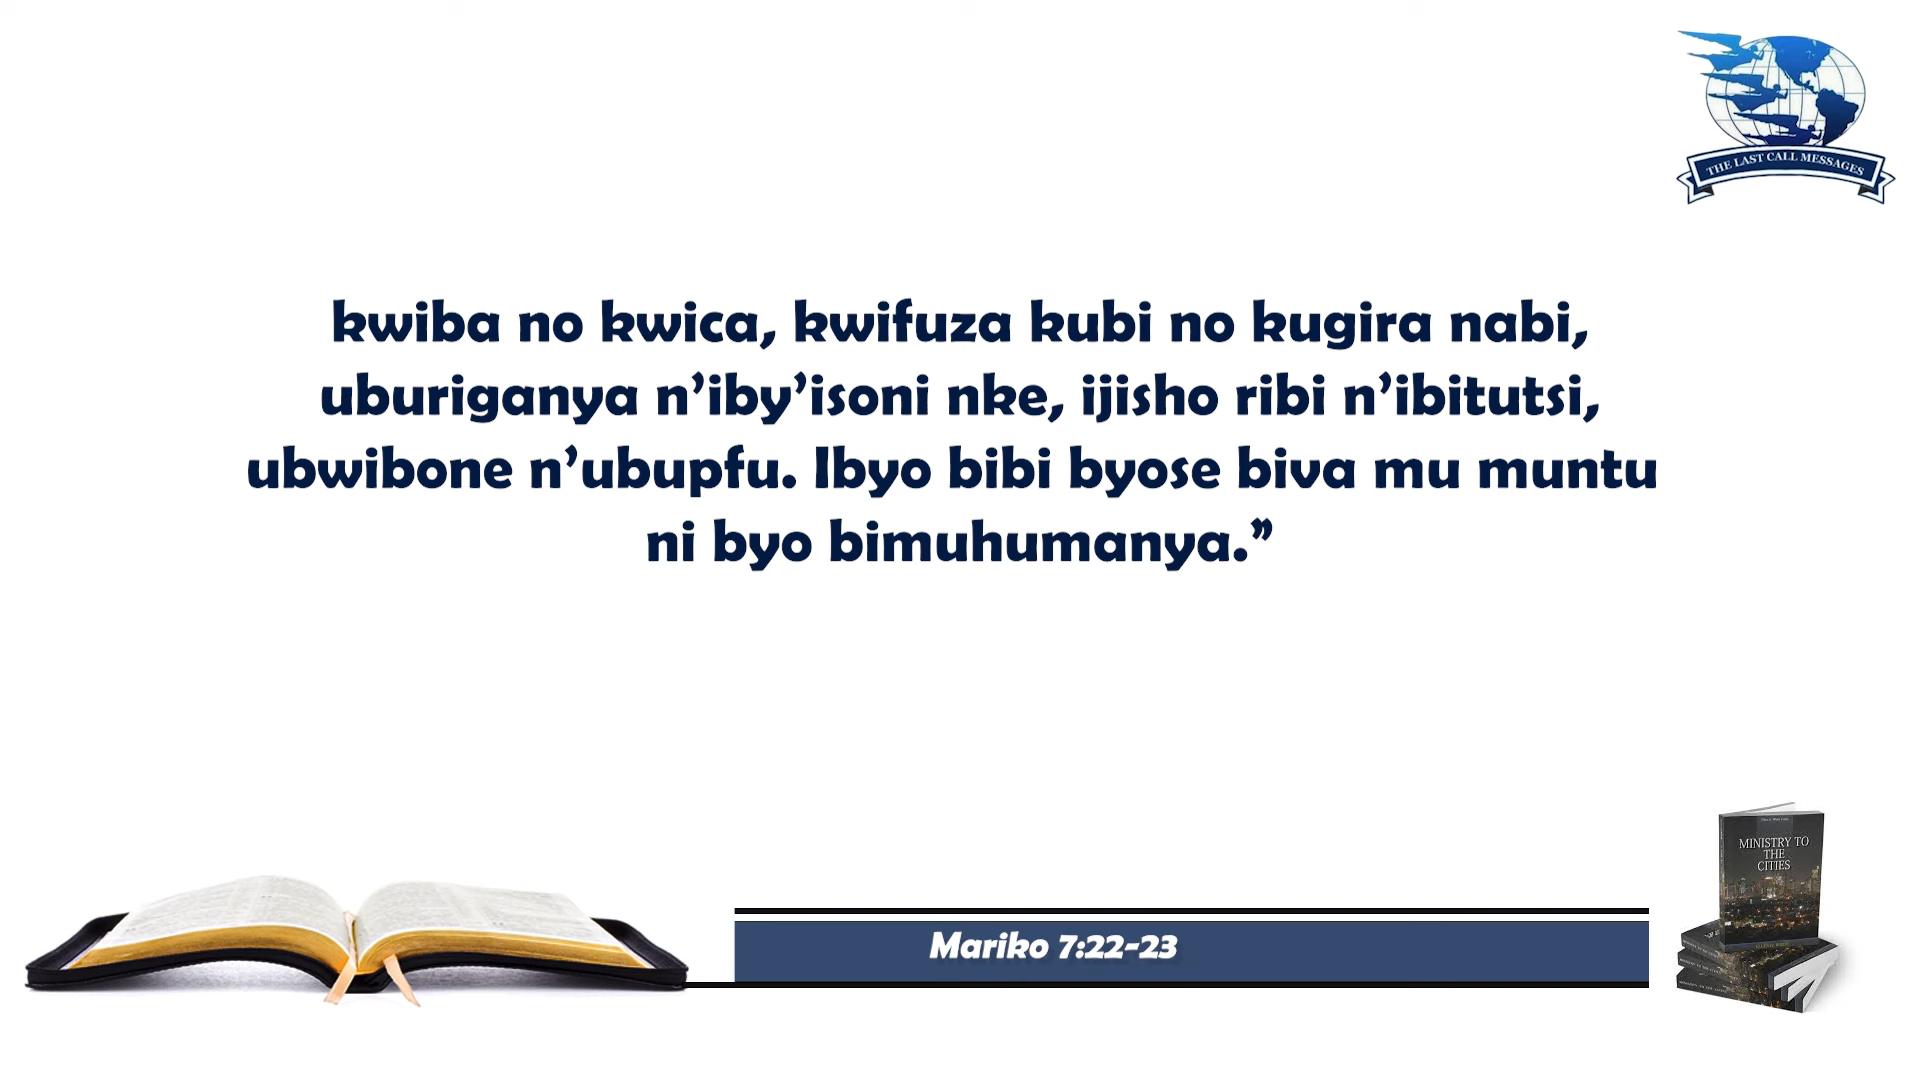 THE LAST CALL MESSAGES
kwiba no kwica, kwifuza kubi no kugira nabi,
uburiganya n’iby’isoni nke, ijisho ribi n’ibitutsi,
ubwibone n’ubupfu. Ibyo bibi byose biva mu muntu
ni byo bimuhumanya.”
MINISTRY TO
THE
CITIES
Mariko 7:22-23